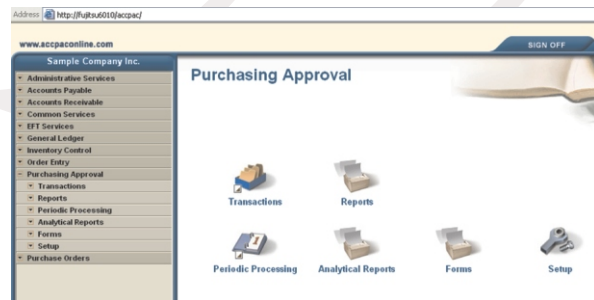 Address http://fujitsu6010/accpac/
www.accpaconline.com
SIGN OFF
Sample Company Inc.
Administrative Services
Accounts Payable
Accounts Receivable
Common Services
EFT Services
General Ledger
Inventory Control
Order Entry
Purchasing Approval
Transactions
Reports
Periodic Processing
Analytical Reports
Forms
Setup
Purchase Orders
Purchasing Approval
Transactions Reports
Periodic Processing Analytical Reports Forms Setup